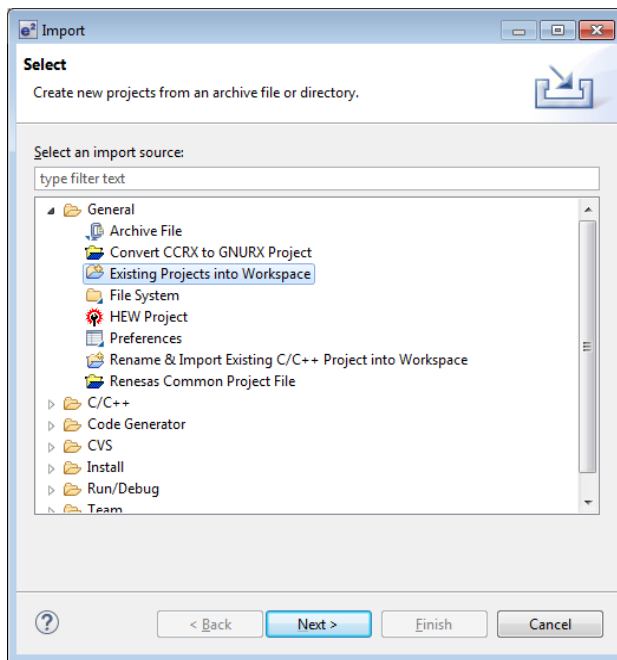 e² Import
Select
Create new projects from an archive file or directory.
Select an import source:
type filter text
General
Archive File
Convert CCRX to GNURX Project
Existing Projects into Workspace
File System
HEW Project
Preferences
Rename & Import Existing C/C++ Project into Workspace
Renesas Common Project File
C/C++
Code Generator
CVS
Install
Run/Debug
Team
? < Back Next > Finish Cancel